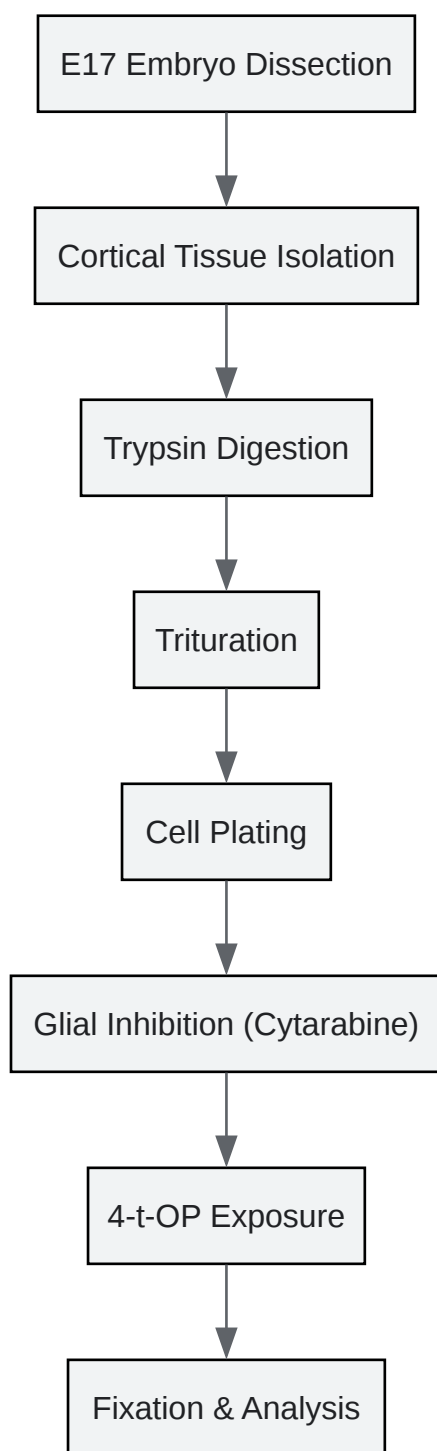 E17 Embryo Dissection
Cortical Tissue Isolation
Trypsin Digestion
Trituration
Cell Plating
Glial Inhibition (Cytarabine)
4-t-OP Exposure
Fixation & Analysis